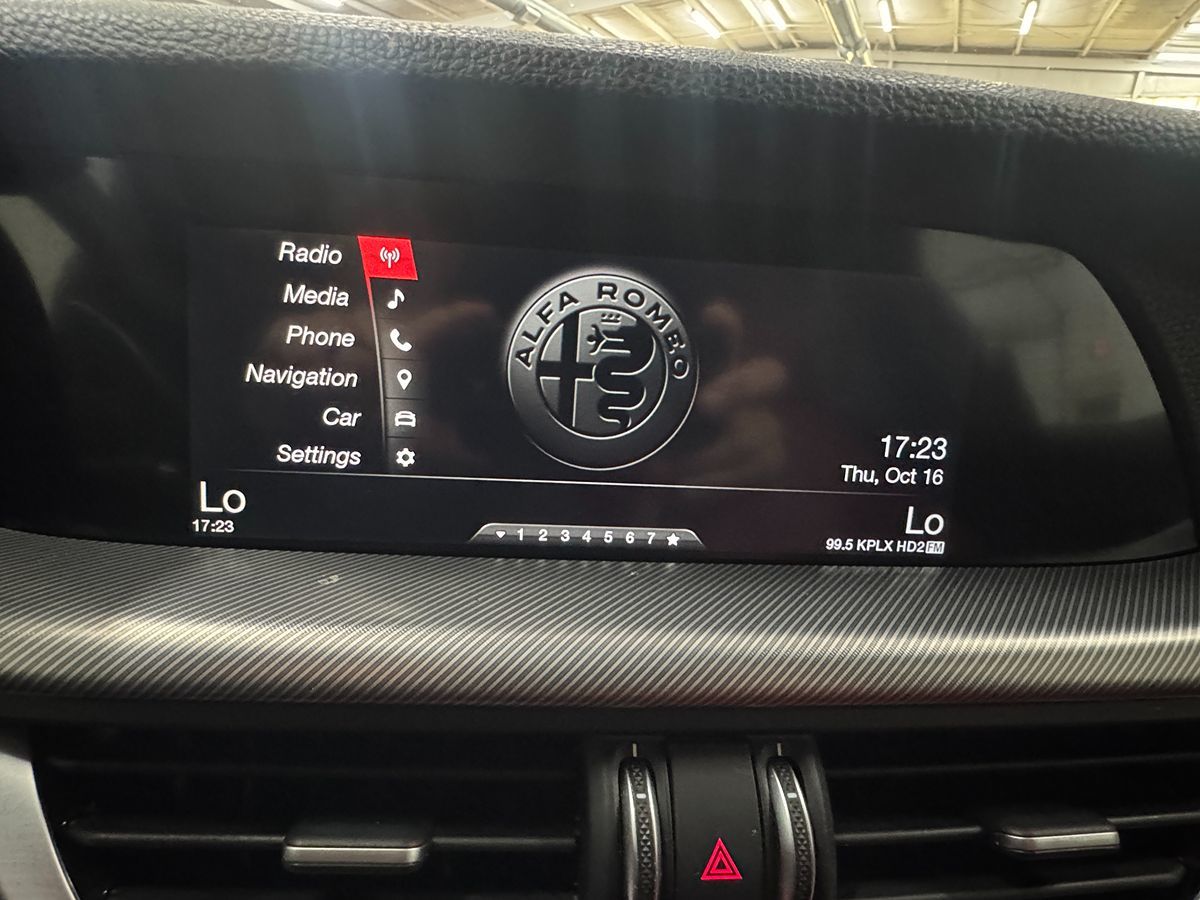 Radio
Media
Phone
Navigation
Car
Settings
ALFA ROMEO
17:23
Thu, Oct 16
Lo
17:23
1 2 3 4 5 6 7
Lo
99.5 KPLX HD2 FM